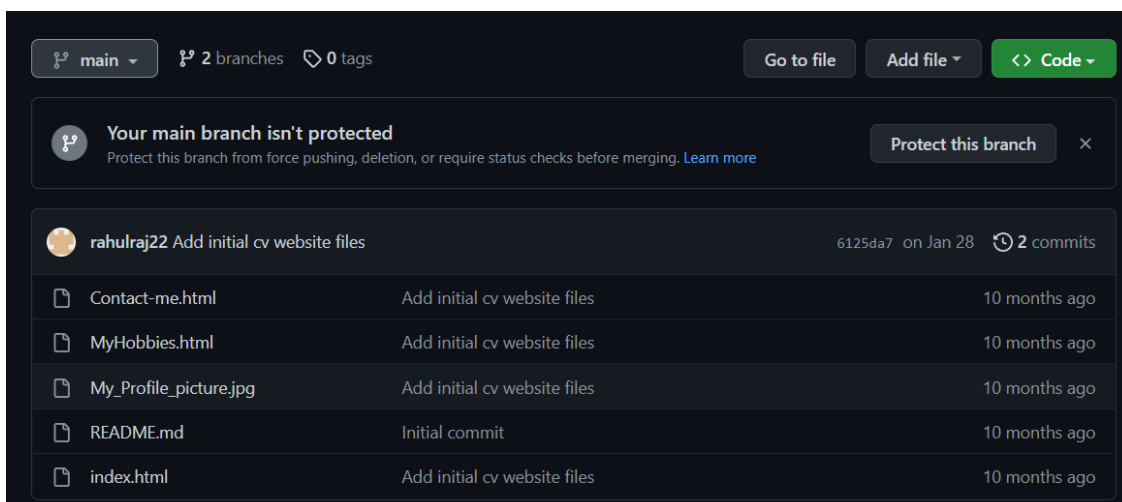 main 2 branches 0 tags Go to file Add file <> Code
Your main branch isn't protected
Protect this branch from force pushing, deletion, or require status checks before merging. Learn more
Protect this branch
rahulraj22 Add initial cv website files 6125da7 on Jan 28 2 commits
Contact-me.html Add initial cv website files 10 months ago
MyHobbies.html Add initial cv website files 10 months ago
My_Profile_picture.jpg Add initial cv website files 10 months ago
README.md Initial commit 10 months ago
index.html Add initial cv website files 10 months ago